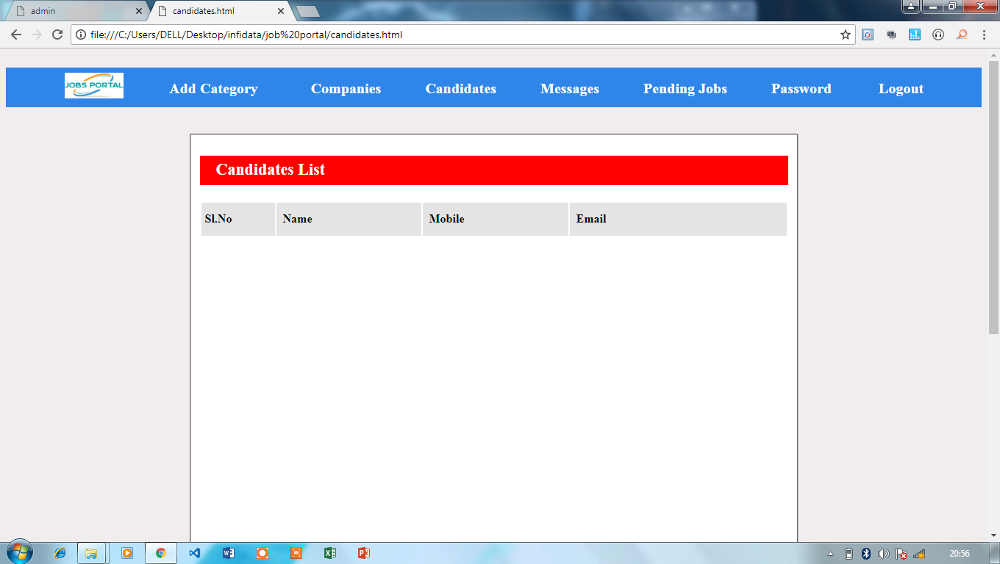 admin
candidates.html
file:///C:/Users/DELL/Desktop/infidata/job%20portal/candidates.html
JOBS PORTAL
Add Category
Companies
Candidates
Messages
Pending Jobs
Password
Logout
Candidates List
Sl.No
Name
Mobile
Email
20:56